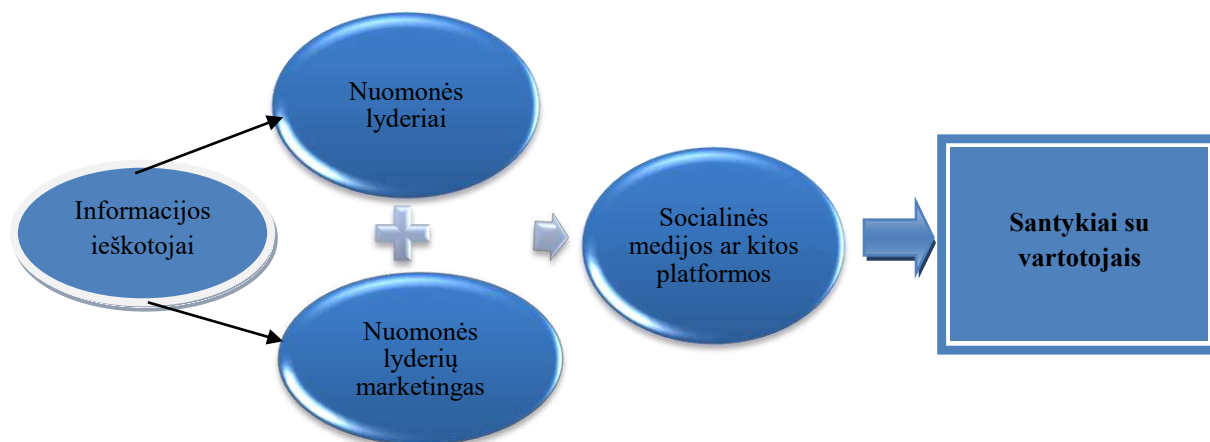 Nuomonės
lyderiai
Informacijos
ieškotojai
Socialinės
medijos ar kitos
platformos
Santykiai su
vartotojais
Nuomonės
lyderių
marketingas